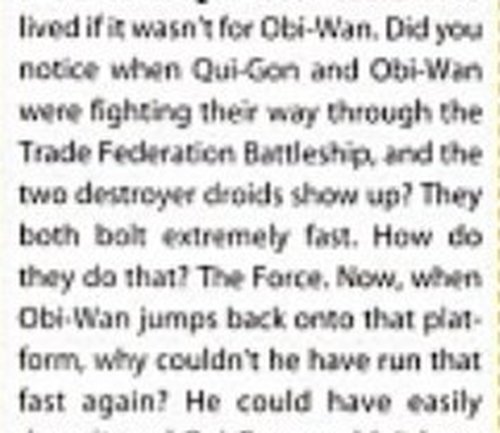 lived if it wasn't for Obi-Wan. Did you
notice when Qui-Gon and Obi-Wan
were fighting their way through the
Trade Federation Battleship, and the
two destroyer droids show up? They
both bolt extremely fast. How do
they do that? The Force. Now, when
Obi-Wan jumps back onto that plat-
form, why couldn't he have run that
fast again? He could have easily